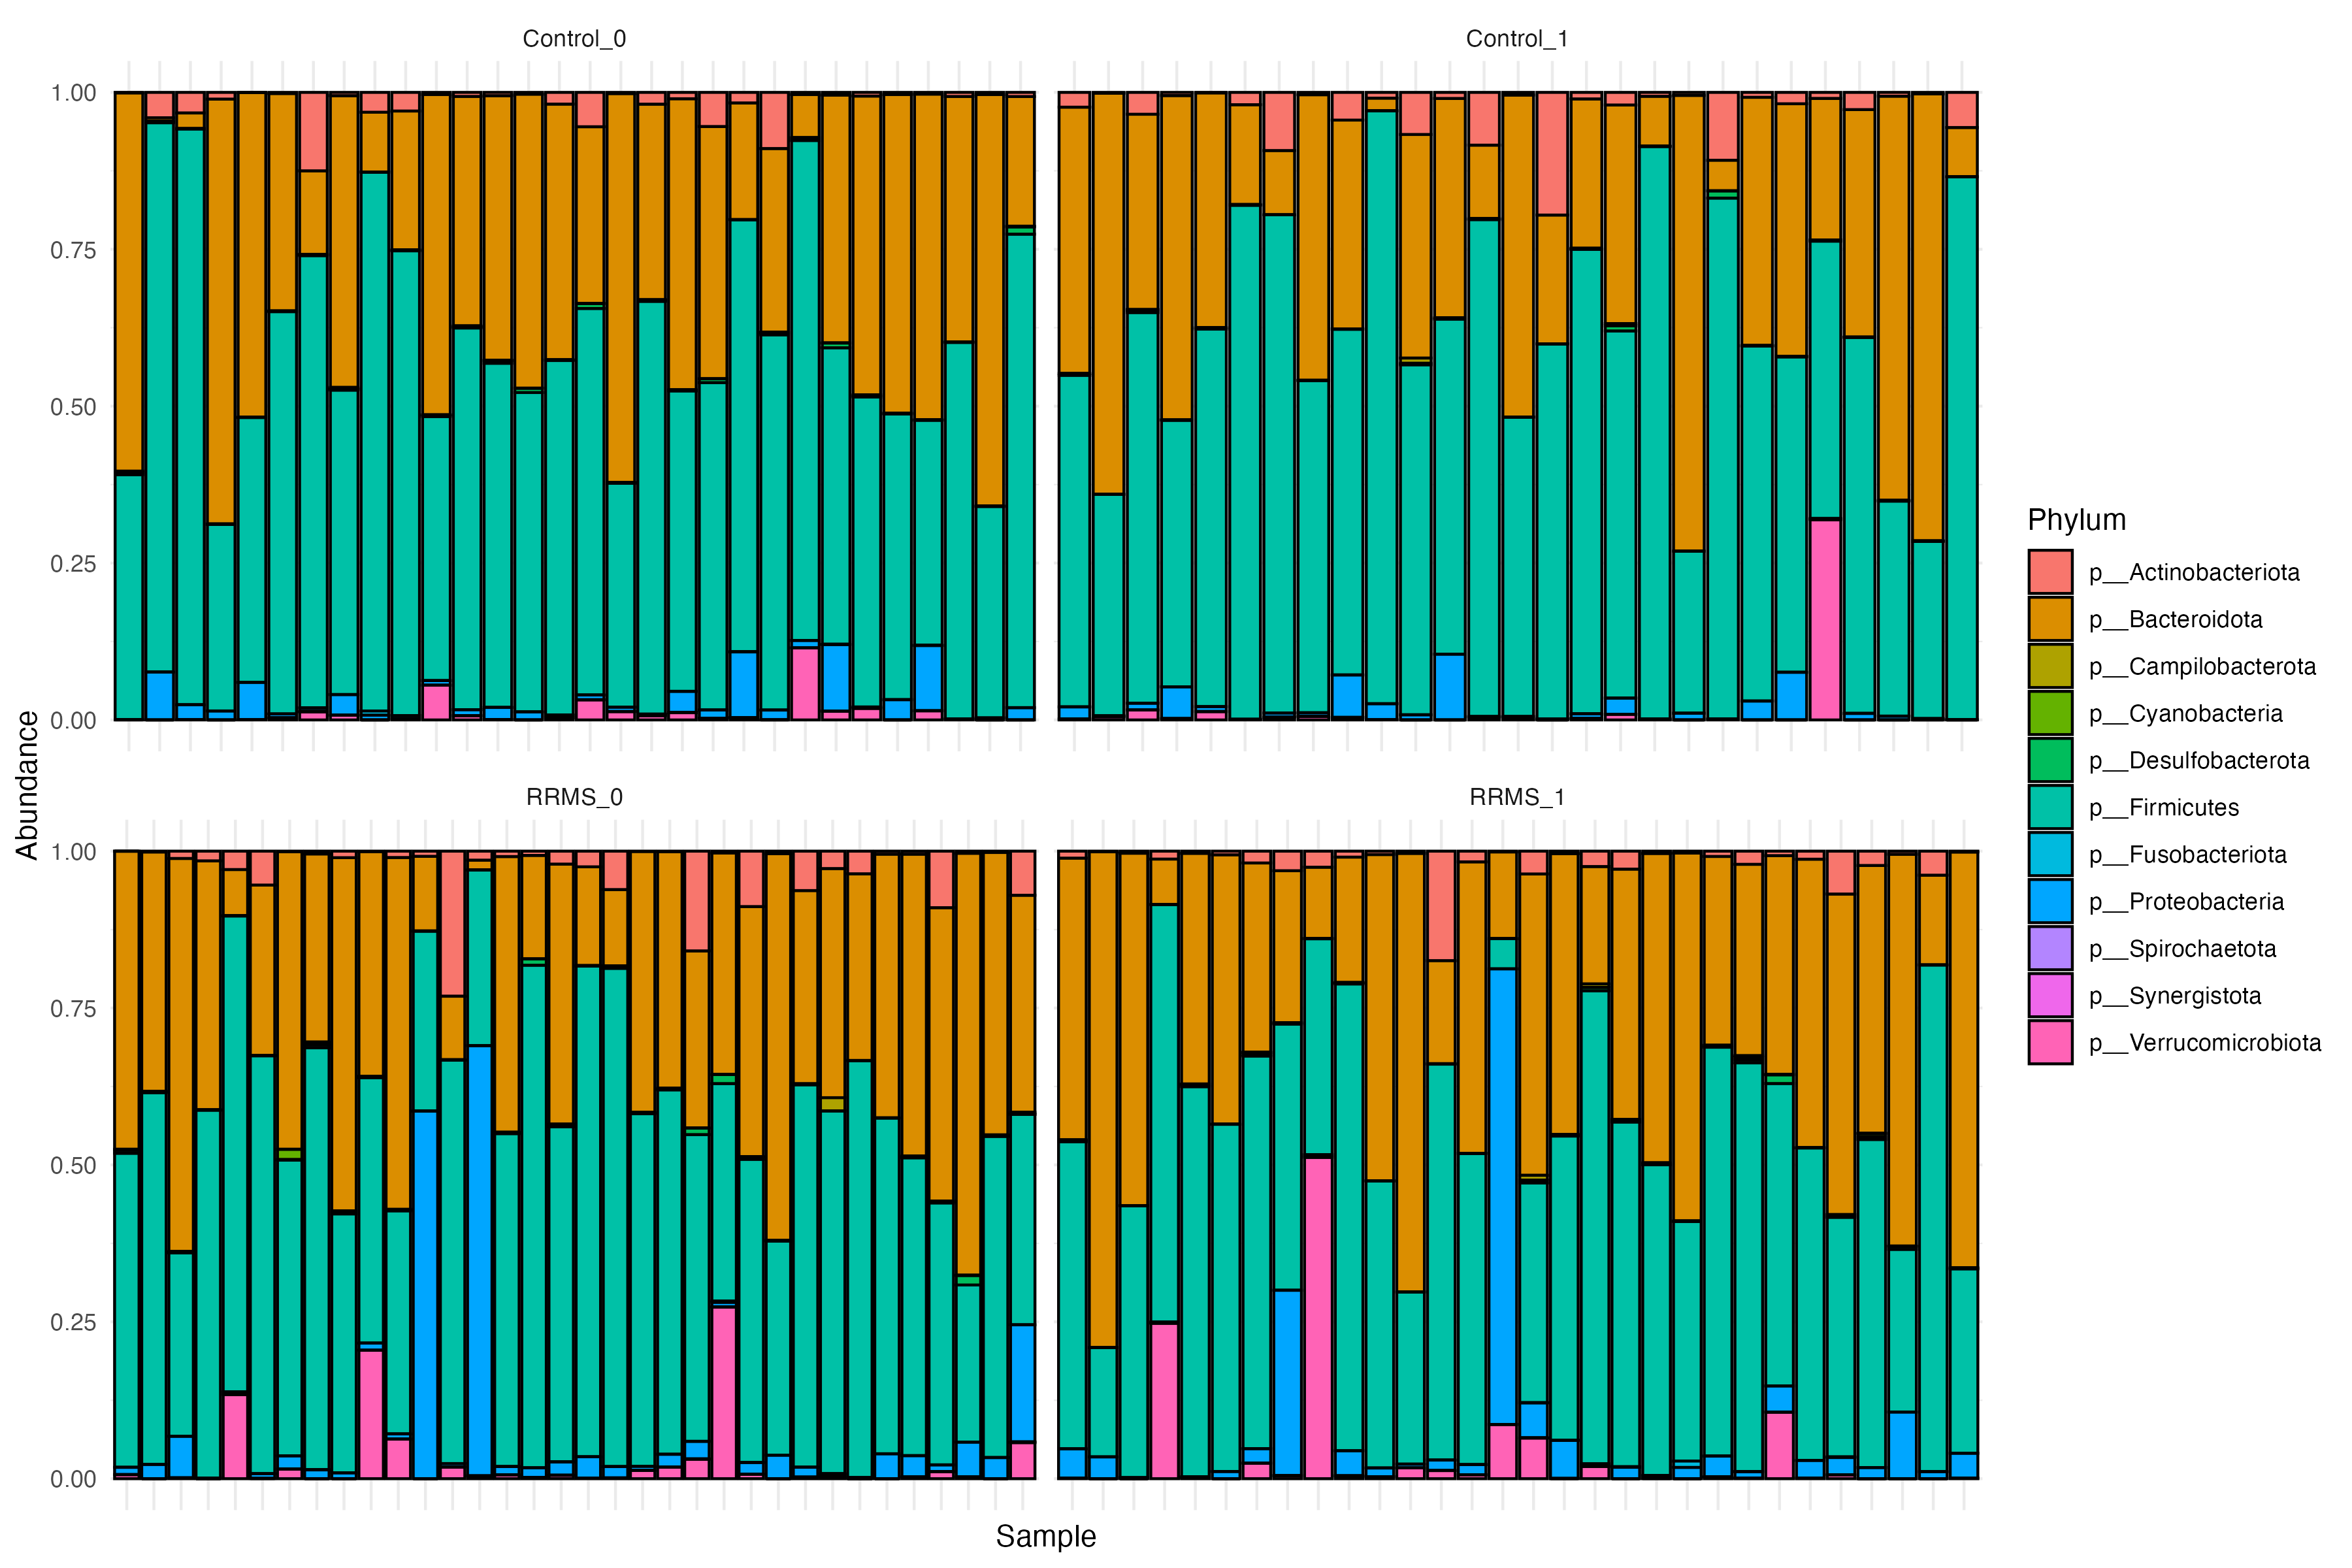 Control_0
Control_1
1.00
0.75
0.50
0.25
0.00
RRMS_0
RRMS_1
1.00
0.75
0.50
0.25
0.00
Abundance
Sample
Phylum
p__Actinobacteriota
p__Bacteroidota
p__Campilobacterota
p__Cyanobacteria
p__Desulfobacterota
p__Firmicutes
p__Fusobacteriota
p__Proteobacteria
p__Spirochaetota
p__Synergistota
p__Verrucomicrobiota